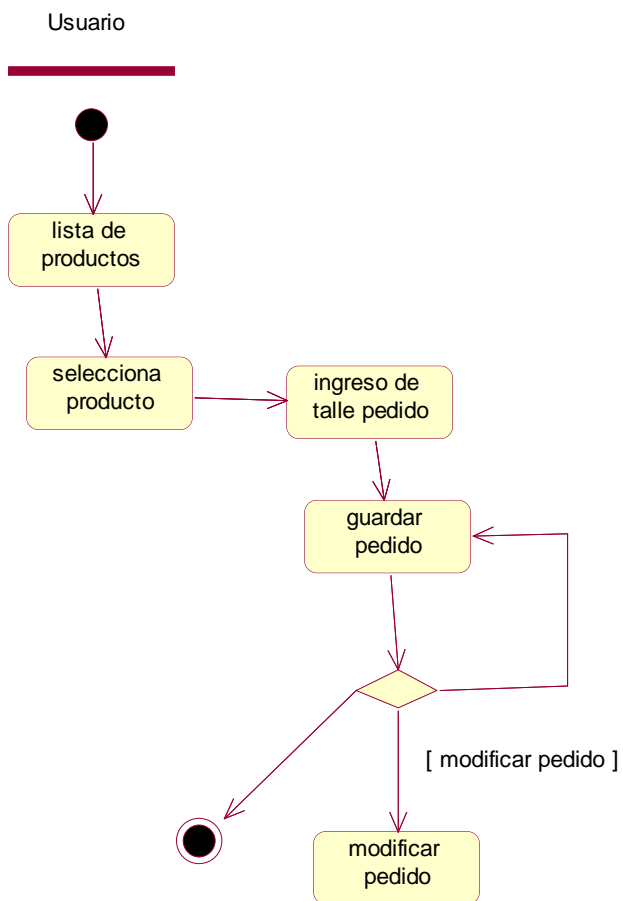 Usuario
lista de
productos
selecciona
producto
ingreso de
talle pedido
guardar
pedido
[ modificar pedido ]
modificar
pedido